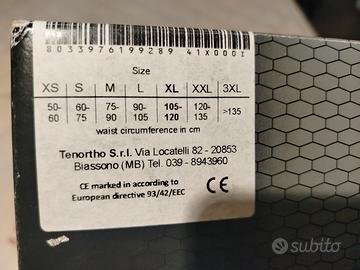 8033976199289 41X000I
Size
XS S M L XL XXL 3XL
50- 60- 75- 90- 105- 120- >135
60 75 90 105 120 135
waist circumference in cm
Tenortho S.r.l. Via Locatelli 82 - 20853
Biassono (MB) Tel. 039 - 8943960
CE marked in according to
European directive 93/42/EEC
CE
subito